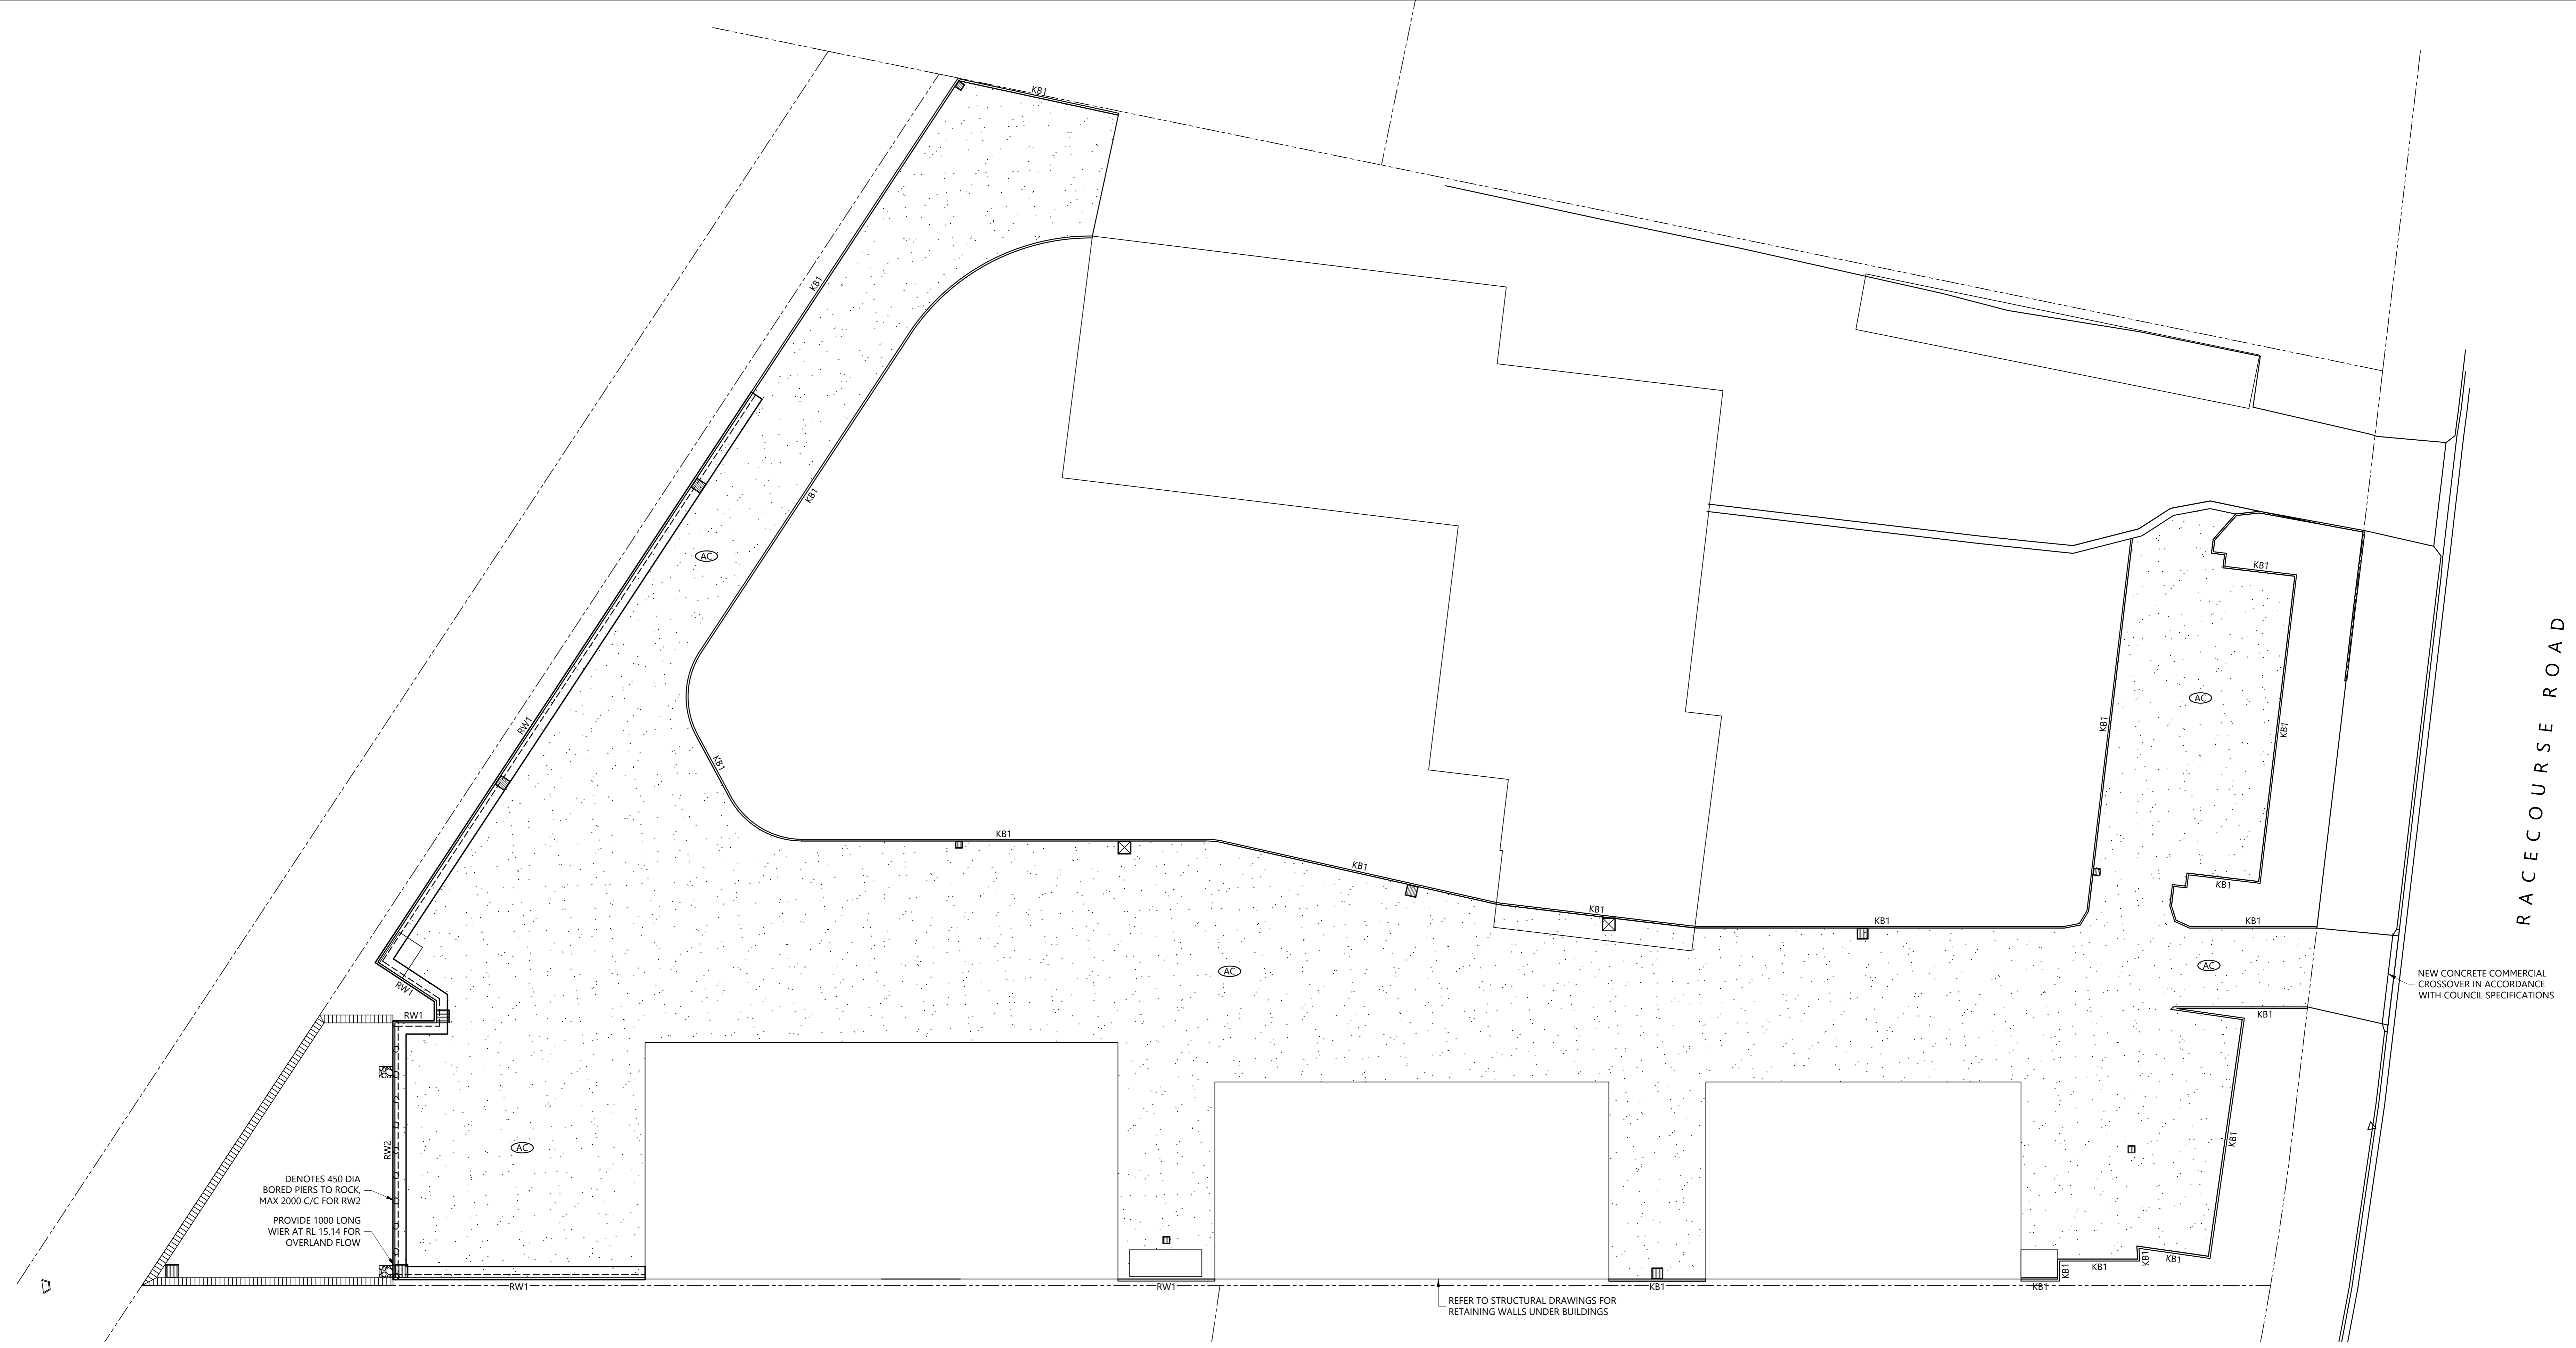 KB1
KB1
KB1
AC
RW1
KB1
KB1
KB1
KB1
KB1
KB1
KB1
KB1
AC
KB1
KB1
KB1
RACECOURSE ROAD
AC
AC
NEW CONCRETE COMMERCIAL
CROSSOVER IN ACCORDANCE
WITH COUNCIL SPECIFICATIONS
RW1
RW1
KB1
AC
RW2
KB1
DENOTES 450 DIA
BORED PIERS TO ROCK,
MAX 2000 C/C FOR RW2
PROVIDE 1000 LONG
WIER AT RL 15.14 FOR
OVERLAND FLOW
RW1
RW1
KB1
KB1
KB1
KB1
KB1
KB1
REFER TO STRUCTURAL DRAWINGS FOR
RETAINING WALLS UNDER BUILDINGS